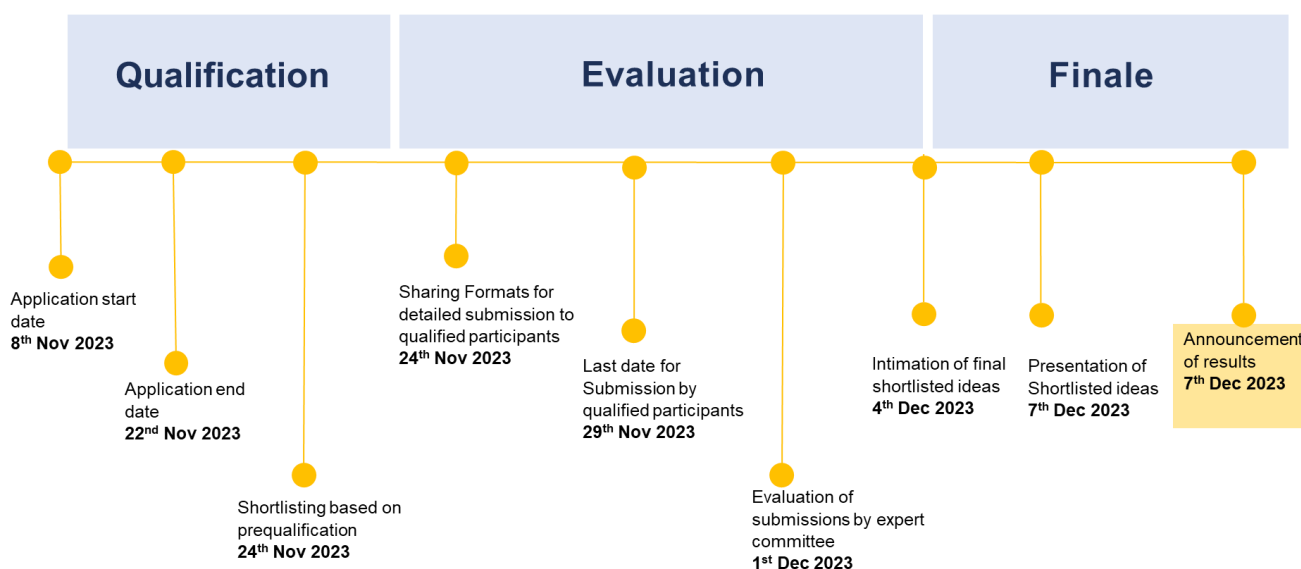 Qualification
Evaluation
Finale
Application start
date
8th Nov 2023
Application end
date
22nd Nov 2023
Shortlisting based on
prequalification
24th Nov 2023
Sharing Formats for
detailed submission to
qualified participants
24th Nov 2023
Last date for
Submission by
qualified participants
29th Nov 2023
Evaluation of
submissions by expert
committee
1st Dec 2023
Intimation of final
shortlisted ideas
4th Dec 2023
Presentation of
Shortlisted ideas
7th Dec 2023
Announcement
of results
7th Dec 2023